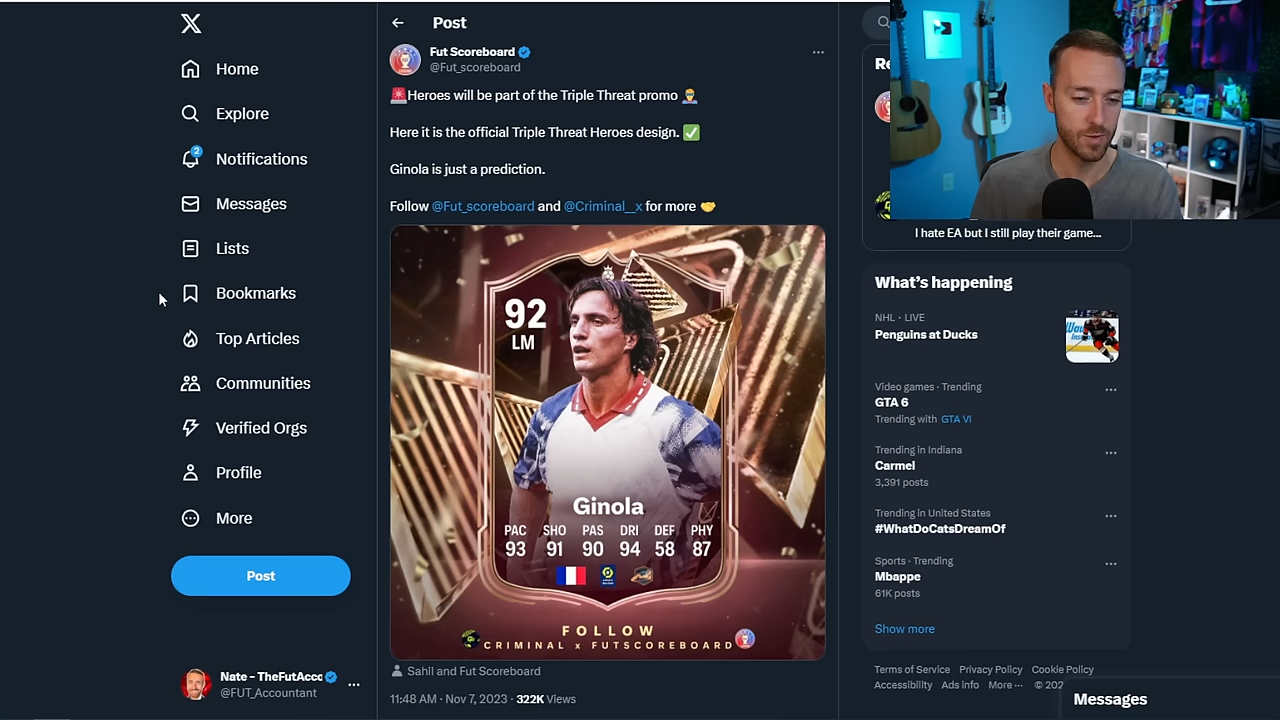 Home
Explore
2
Notifications
Messages
Lists
Bookmarks
Top Articles
Communities
Verified Orgs
Profile
More
Post
Nate - TheFutAcc
@FUT_Accountant
Post
Fut Scoreboard
@Fut_scoreboard
🚨Heroes will be part of the Triple Threat promo 🦸‍♂️
Here it is the official Triple Threat Heroes design. ✅
Ginola is just a prediction.
Follow @Fut_scoreboard and @Criminal__x for more 🤝
92
LM
Ginola
PAC SHO PAS DRI DEF PHY
93 91 90 94 58 87
FOLLOW
CRIMINAL x FUTSCOREBOARD
Sahil and Fut Scoreboard
11:48 AM · Nov 7, 2023 · 322K Views
Re
I hate EA but I still play their game...
What's happening
NHL · LIVE
Penguins at Ducks
Video games · Trending
GTA 6
Trending with GTA VI
Trending in Indiana
Carmel
3,391 posts
Trending in United States
#WhatDoCatsDreamOf
Sports · Trending
Mbappe
61K posts
Show more
Terms of Service Privacy Policy Cookie Policy
Accessibility Ads info More ··· © 202
Messages